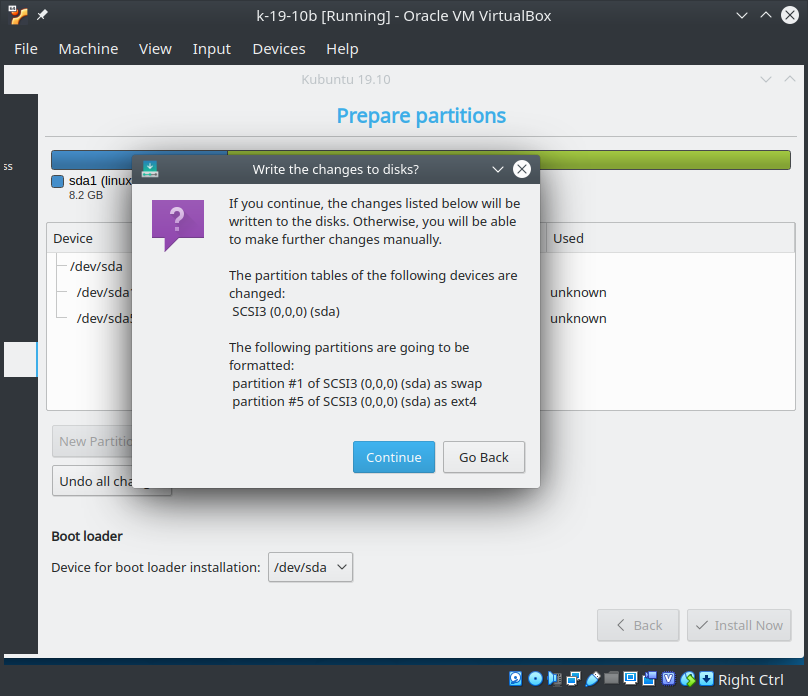 k-19-10b [Running] - Oracle VM VirtualBox
File Machine View Input Devices Help
Kubuntu 19.10
Prepare partitions
ss
sda1 (linux
8.2 GB
Write the changes to disks?
If you continue, the changes listed below will be
written to the disks. Otherwise, you will be able
to make further changes manually.
The partition tables of the following devices are
changed:
SCSI3 (0,0,0) (sda)
The following partitions are going to be
formatted:
partition #1 of SCSI3 (0,0,0) (sda) as swap
partition #5 of SCSI3 (0,0,0) (sda) as ext4
Continue Go Back
Device Used
/dev/sda
/dev/sda1 unknown
/dev/sda5 unknown
New Partitio
Undo all chang
Boot loader
Device for boot loader installation: /dev/sda
Back Install Now
Right Ctrl